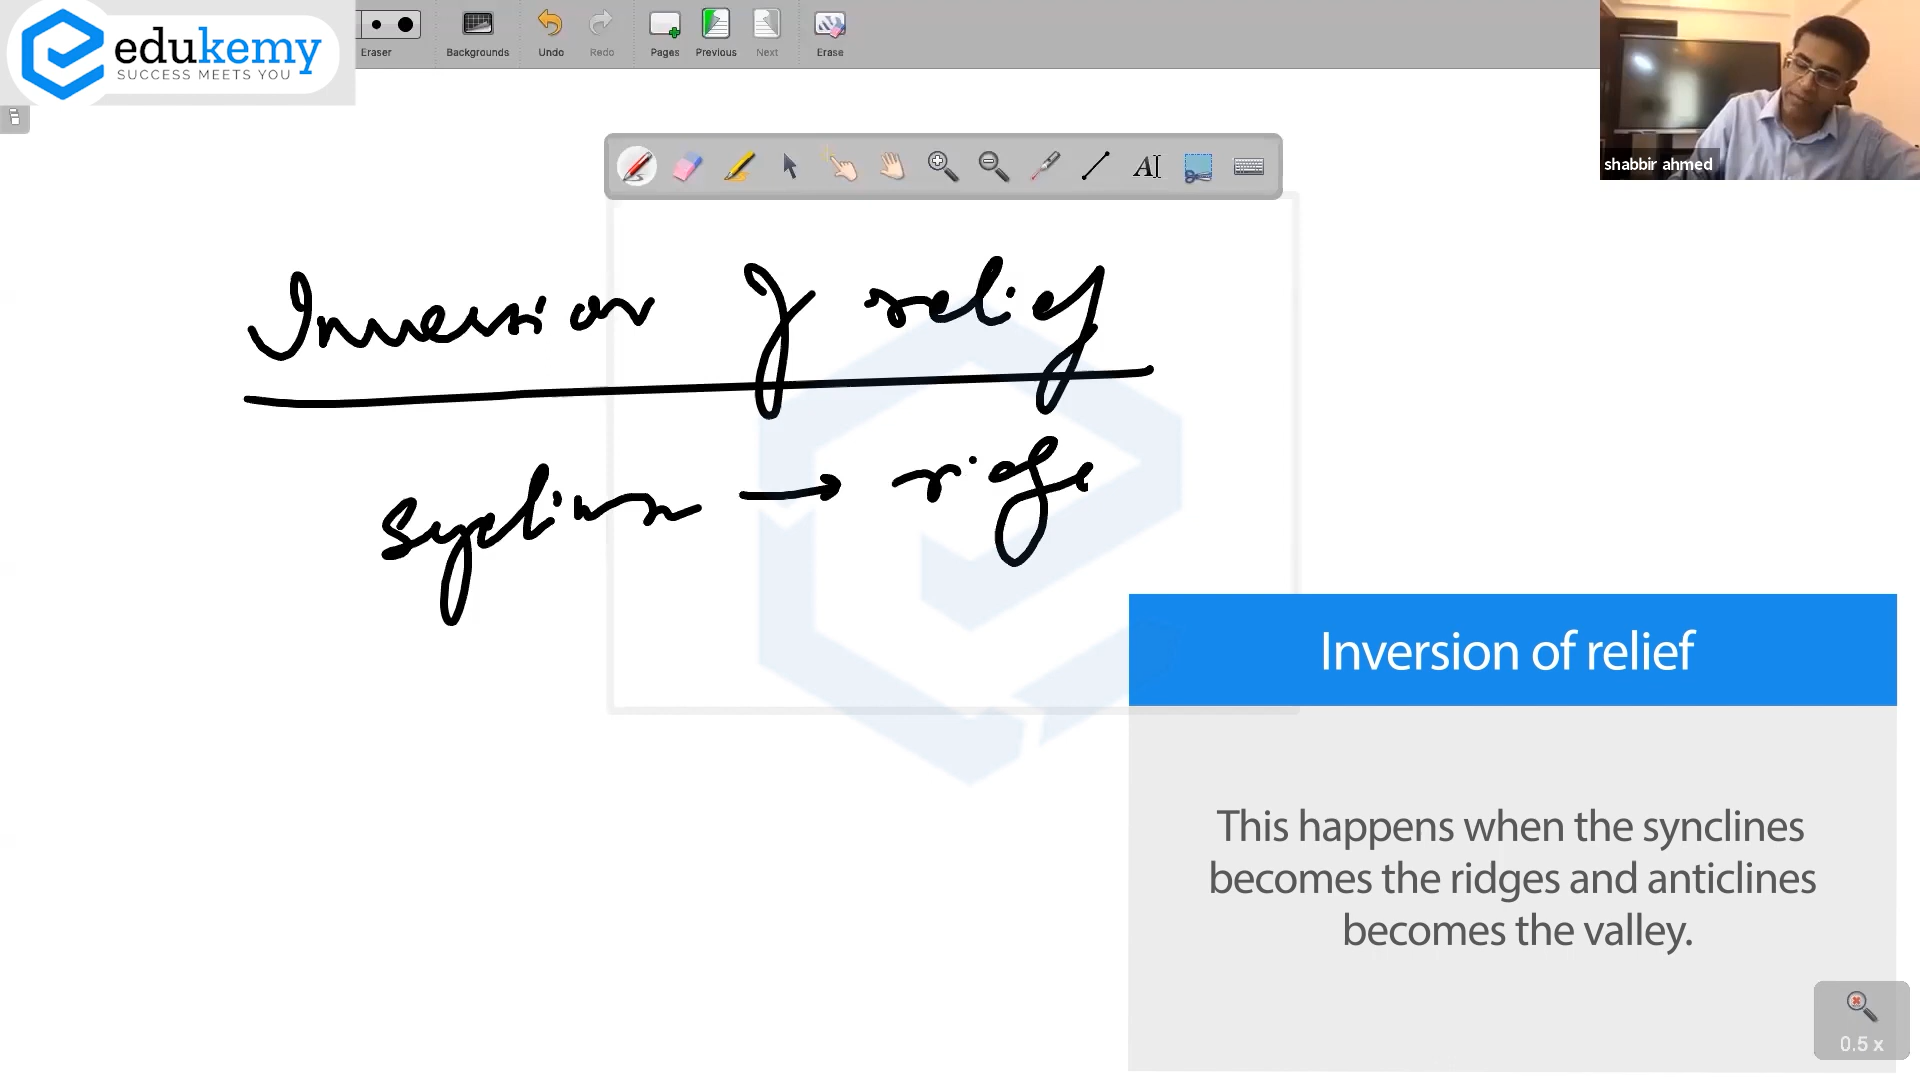 edukemy
SUCCESS MEETS YOU
Eraser
Backgrounds
Undo
Redo
Pages
Previous
Next
Erase
shabbir ahmed
Inversion of relief
Syncline → ridge
Inversion of relief
This happens when the synclines
becomes the ridges and anticlines
becomes the valley.
0.5 x